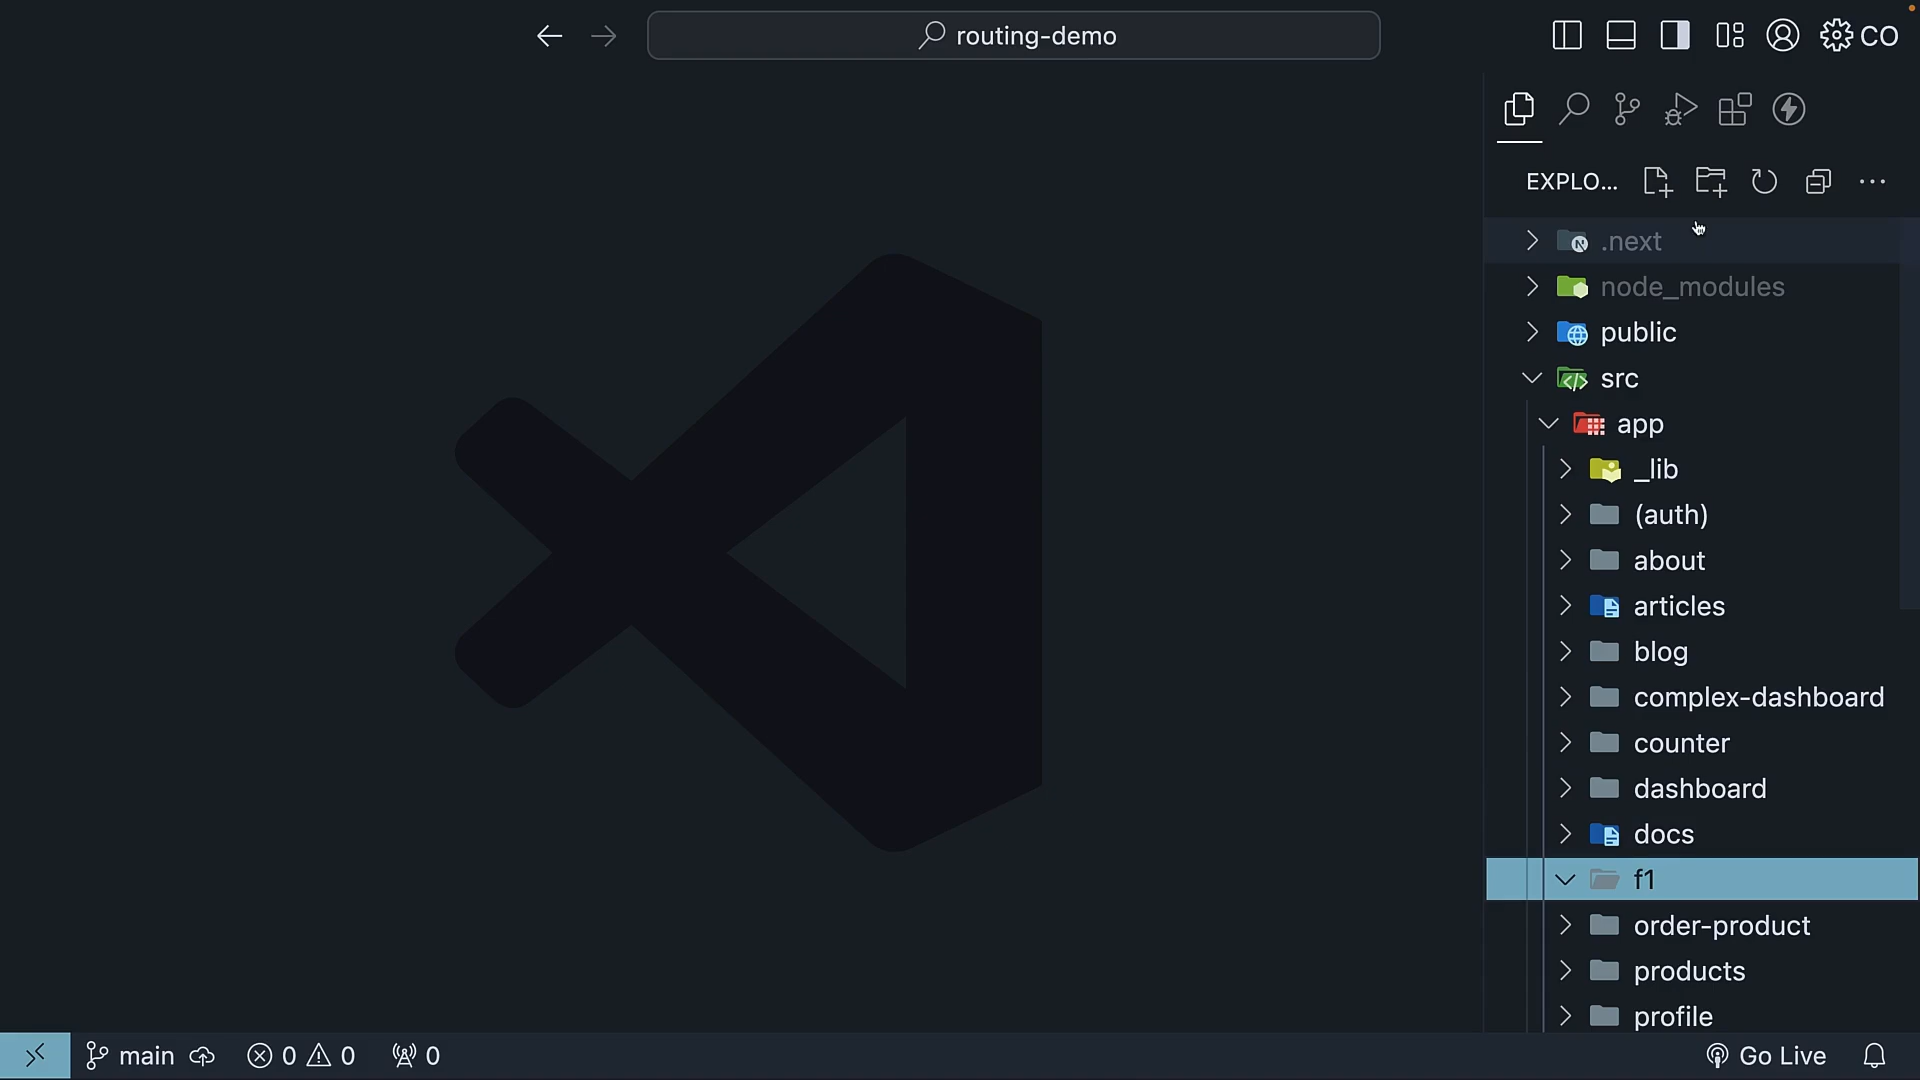 routing-demo
CO
EXPLO...
.next
node_modules
public
src
app
_lib
(auth)
about
articles
blog
complex-dashboard
counter
dashboard
docs
f1
order-product
products
profile
main 0 0 0 Go Live